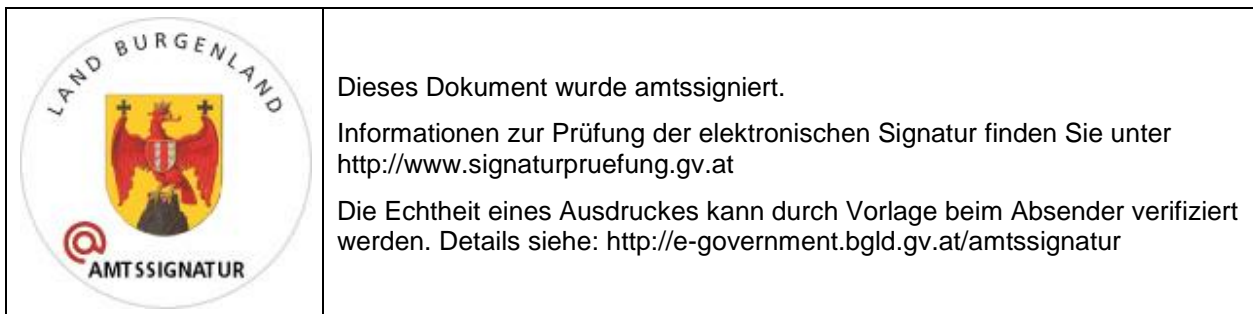 LAND BURGENLAND
@
AMTSSIGNATUR
Dieses Dokument wurde amtssigniert.
Informationen zur Prüfung der elektronischen Signatur finden Sie unter
http://www.signaturpruefung.gv.at
Die Echtheit eines Ausdruckes kann durch Vorlage beim Absender verifiziert
werden. Details siehe: http://e-government.bgld.gv.at/amtssignatur